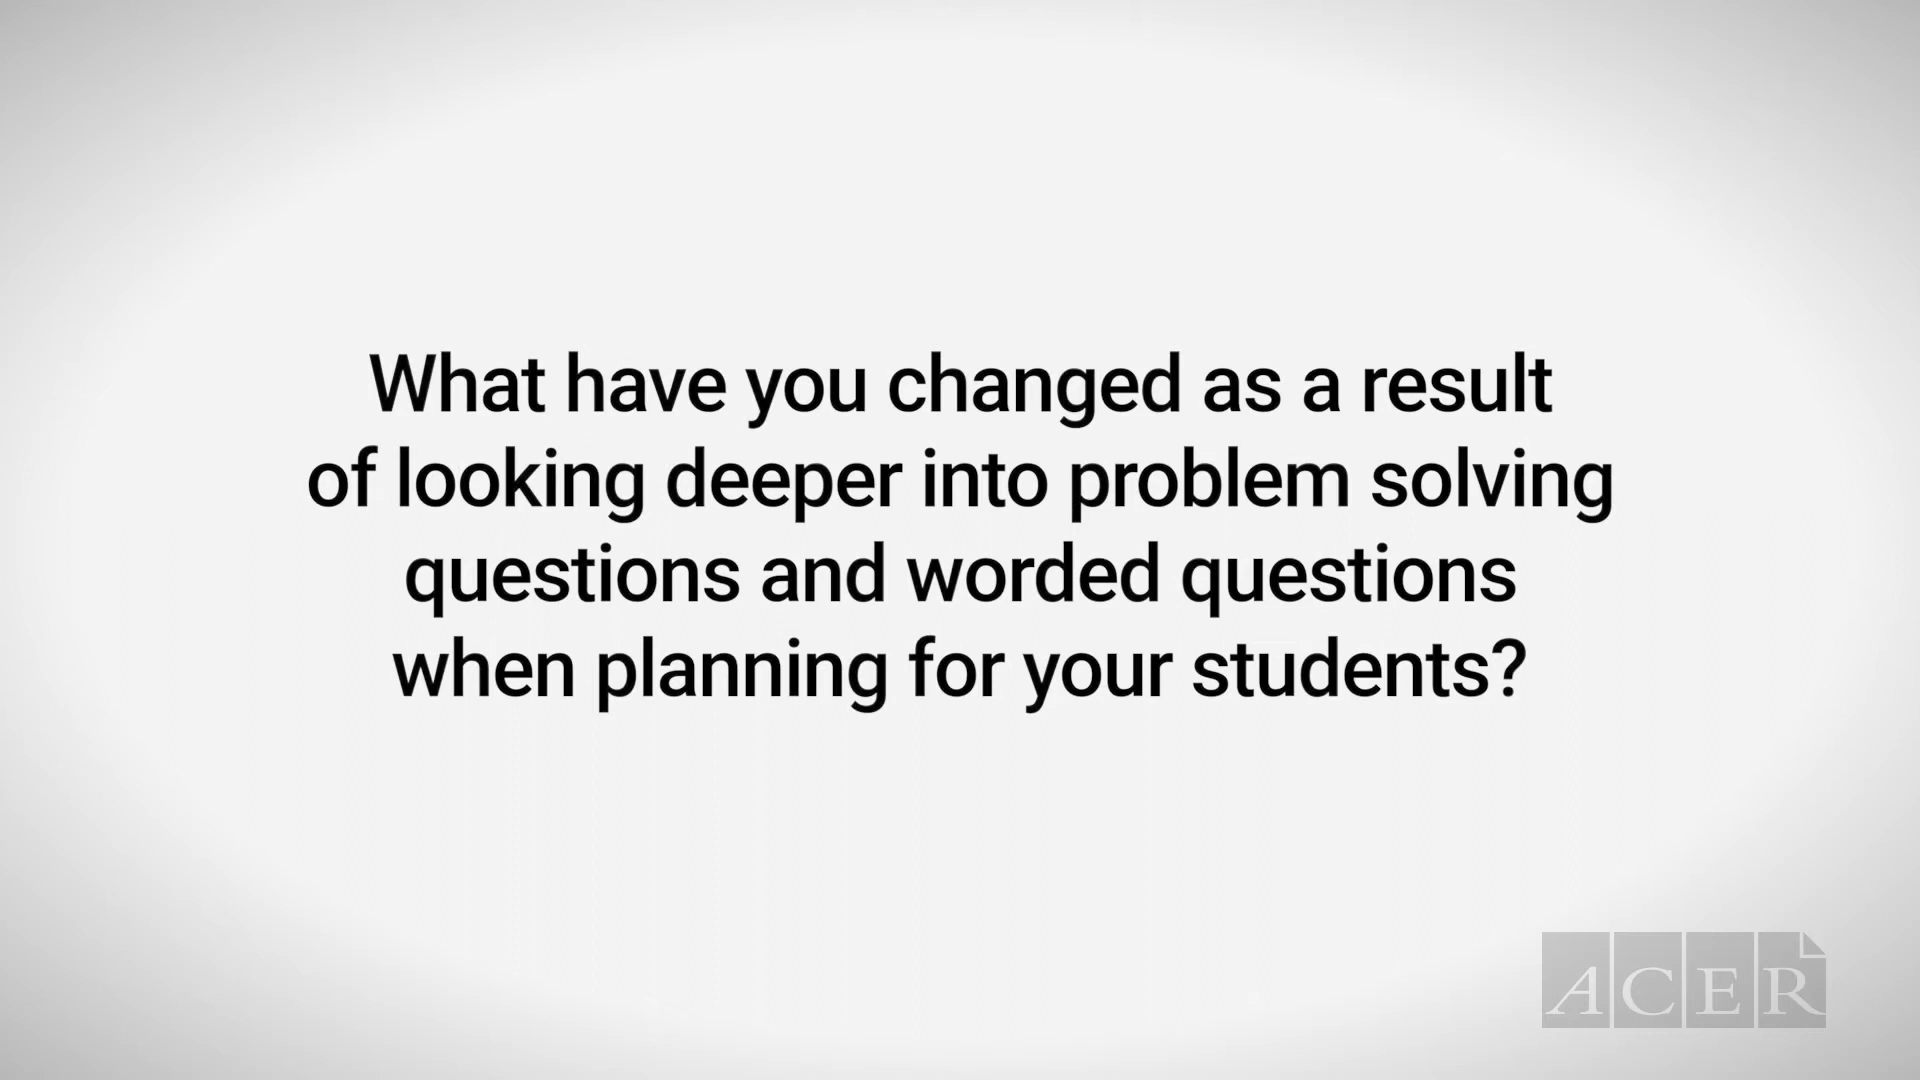 What have you changed as a result
of looking deeper into problem solving
questions and worded questions
when planning for your students?
ACER